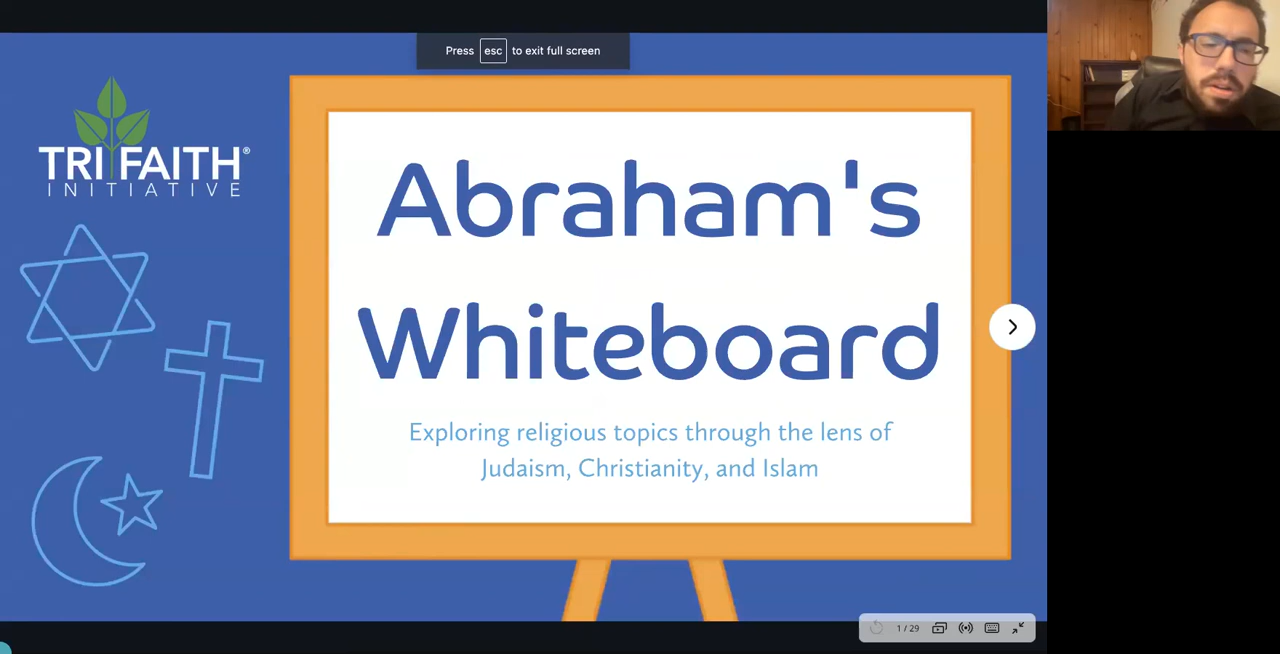 Press esc to exit full screen
TRI FAITH®
INITIATIVE
Abraham's
Whiteboard
Exploring religious topics through the lens of
Judaism, Christianity, and Islam
1 / 29